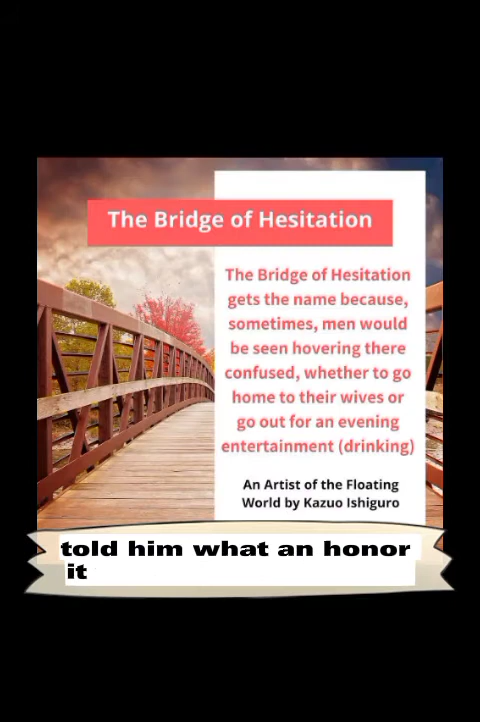 The Bridge of Hesitation
The Bridge of Hesitation
gets the name because,
sometimes, men would
be seen hovering there
confused, whether to go
home to their wives or
go out for an evening
entertainment (drinking)
An Artist of the Floating
World by Kazuo Ishiguro
told him what an honor
it